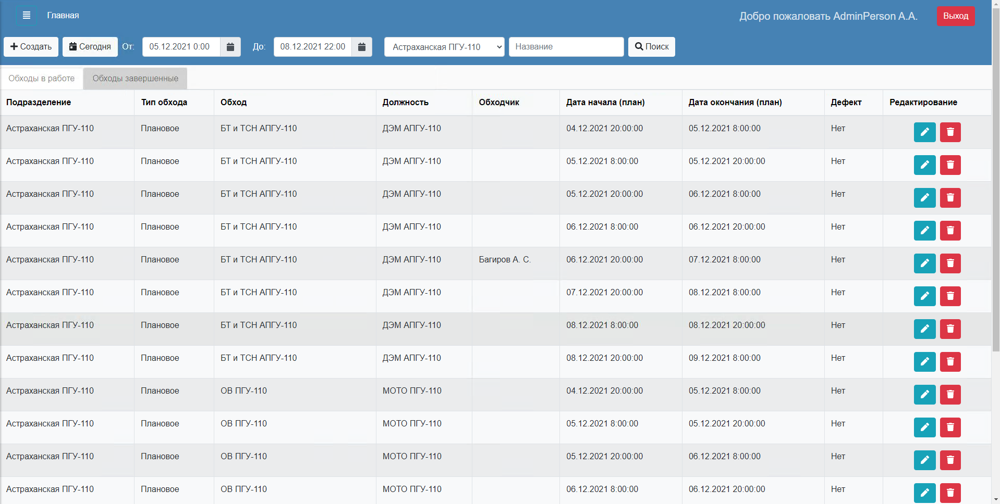 Главная
Добро пожаловать AdminPerson A.A.
Выход
Создать
Сегодня
От:
05.12.2021 0:00
До:
08.12.2021 22:00
Астраханская ПГУ-110
Название
Поиск
Обходы в работе
Обходы завершенные
Подразделение Тип обхода Обход Должность Обходчик Дата начала (план) Дата окончания (план) Дефект Редактирование
Астраханская ПГУ-110 Плановое БТ и ТСН АПГУ-110 ДЭМ АПГУ-110 04.12.2021 20:00:00 05.12.2021 8:00:00 Нет
Астраханская ПГУ-110 Плановое БТ и ТСН АПГУ-110 ДЭМ АПГУ-110 05.12.2021 8:00:00 05.12.2021 20:00:00 Нет
Астраханская ПГУ-110 Плановое БТ и ТСН АПГУ-110 ДЭМ АПГУ-110 05.12.2021 20:00:00 06.12.2021 8:00:00 Нет
Астраханская ПГУ-110 Плановое БТ и ТСН АПГУ-110 ДЭМ АПГУ-110 06.12.2021 8:00:00 06.12.2021 20:00:00 Нет
Астраханская ПГУ-110 Плановое БТ и ТСН АПГУ-110 ДЭМ АПГУ-110 Багиров А. С. 06.12.2021 20:00:00 07.12.2021 8:00:00 Нет
Астраханская ПГУ-110 Плановое БТ и ТСН АПГУ-110 ДЭМ АПГУ-110 07.12.2021 20:00:00 08.12.2021 8:00:00 Нет
Астраханская ПГУ-110 Плановое БТ и ТСН АПГУ-110 ДЭМ АПГУ-110 08.12.2021 8:00:00 08.12.2021 20:00:00 Нет
Астраханская ПГУ-110 Плановое БТ и ТСН АПГУ-110 ДЭМ АПГУ-110 08.12.2021 20:00:00 09.12.2021 8:00:00 Нет
Астраханская ПГУ-110 Плановое ОВ ПГУ-110 МОТО ПГУ-110 04.12.2021 20:00:00 05.12.2021 8:00:00 Нет
Астраханская ПГУ-110 Плановое ОВ ПГУ-110 МОТО ПГУ-110 05.12.2021 8:00:00 05.12.2021 20:00:00 Нет
Астраханская ПГУ-110 Плановое ОВ ПГУ-110 МОТО ПГУ-110 05.12.2021 20:00:00 06.12.2021 8:00:00 Нет
Астраханская ПГУ-110 Плановое ОВ ПГУ-110 МОТО ПГУ-110 06.12.2021 8:00:00 06.12.2021 20:00:00 Нет